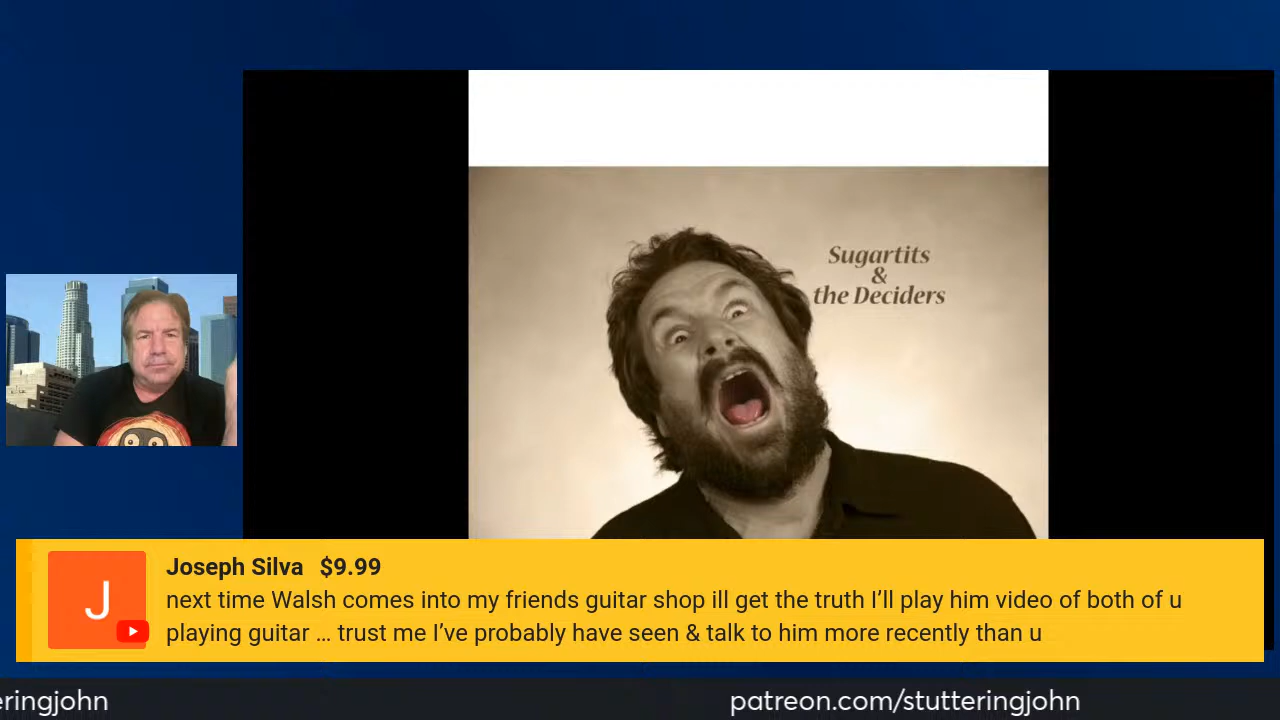 Sugartits
&
the Deciders
J
Joseph Silva $9.99
next time Walsh comes into my friends guitar shop ill get the truth I’ll play him video of both of u
playing guitar ... trust me I’ve probably have seen & talk to him more recently than u
eringjohn
patreon.com/stutteringjohn